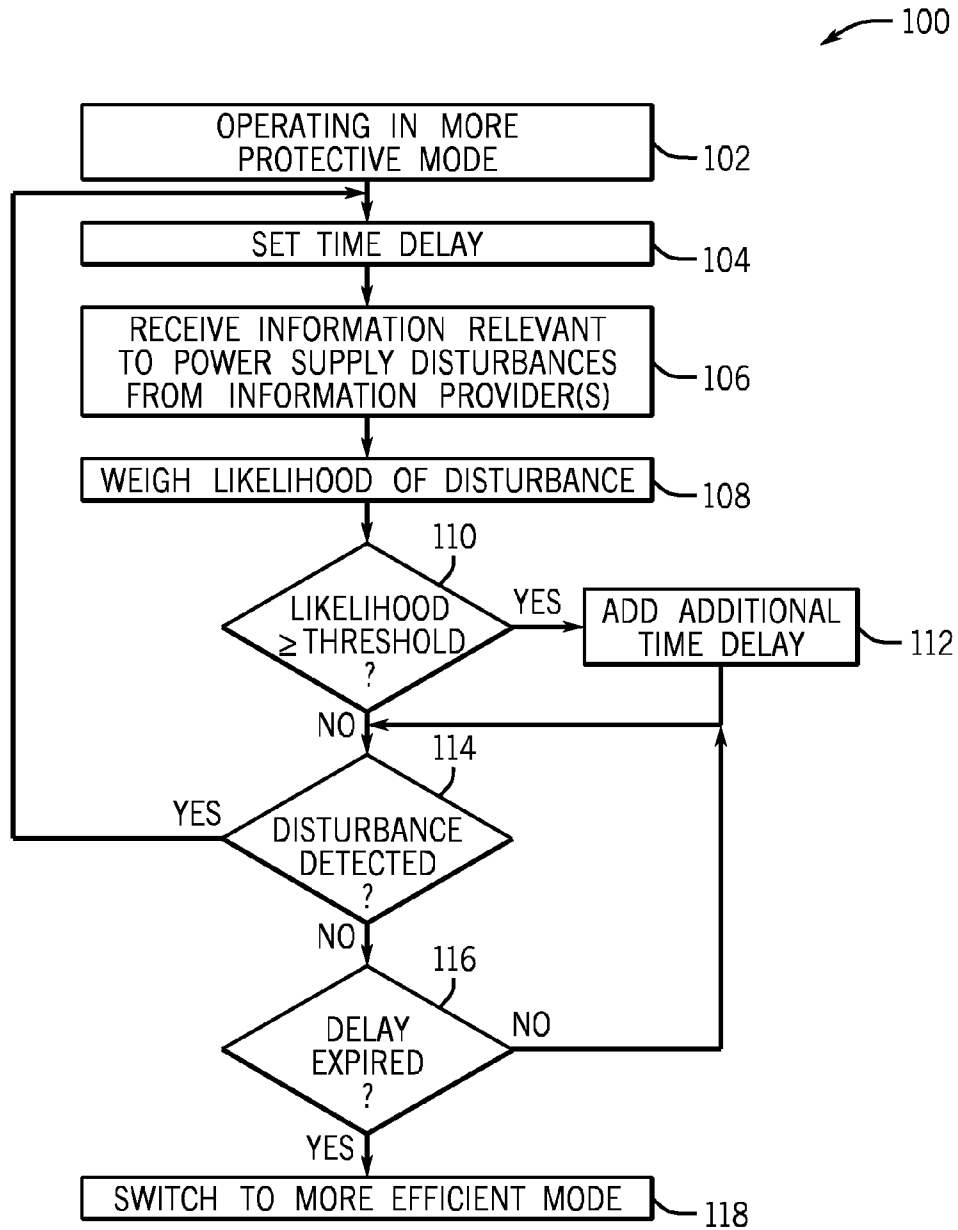 100
OPERATING IN MORE
PROTECTIVE MODE
102
SET TIME DELAY
104
RECEIVE INFORMATION RELEVANT
TO POWER SUPPLY DISTURBANCES
FROM INFORMATION PROVIDER(S)
106
WEIGH LIKELIHOOD OF DISTURBANCE
108
110
LIKELIHOOD
≥ THRESHOLD
?
YES
ADD ADDITIONAL
TIME DELAY
112
NO
114
YES
DISTURBANCE
DETECTED
?
NO
116
DELAY
EXPIRED
?
NO
YES
SWITCH TO MORE EFFICIENT MODE
118